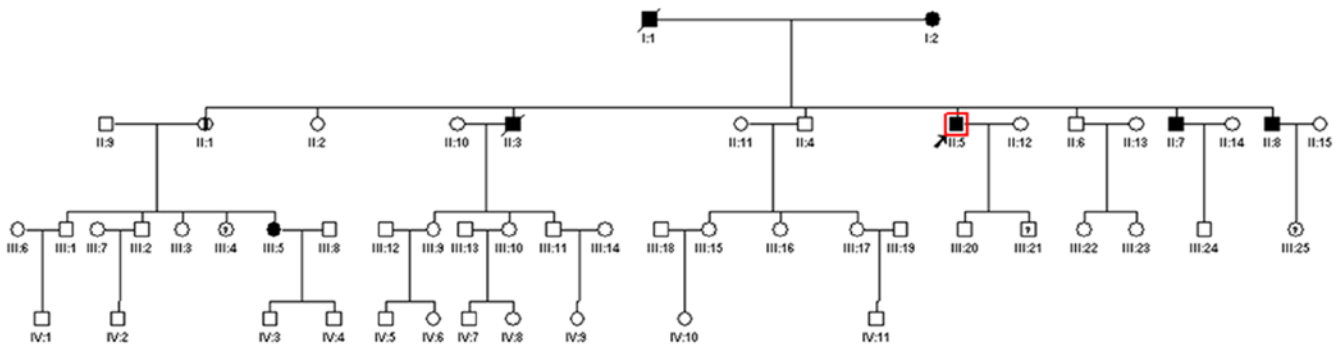 I:1 I:2
II:9 II:1 II:2 II:10 II:3 II:11 II:4 II:5 II:12 II:6 II:13 II:7 II:14 II:8 II:15
? ? ?
III:6 III:1 III:7 III:2 III:3 III:4 III:5 III:8 III:12 III:9 III:13 III:10 III:11 III:14 III:18 III:15 III:16 III:17 III:19 III:20 III:21 III:22 III:23 III:24 III:25
IV:1 IV:2 IV:3 IV:4 IV:5 IV:6 IV:7 IV:8 IV:9 IV:10 IV:11